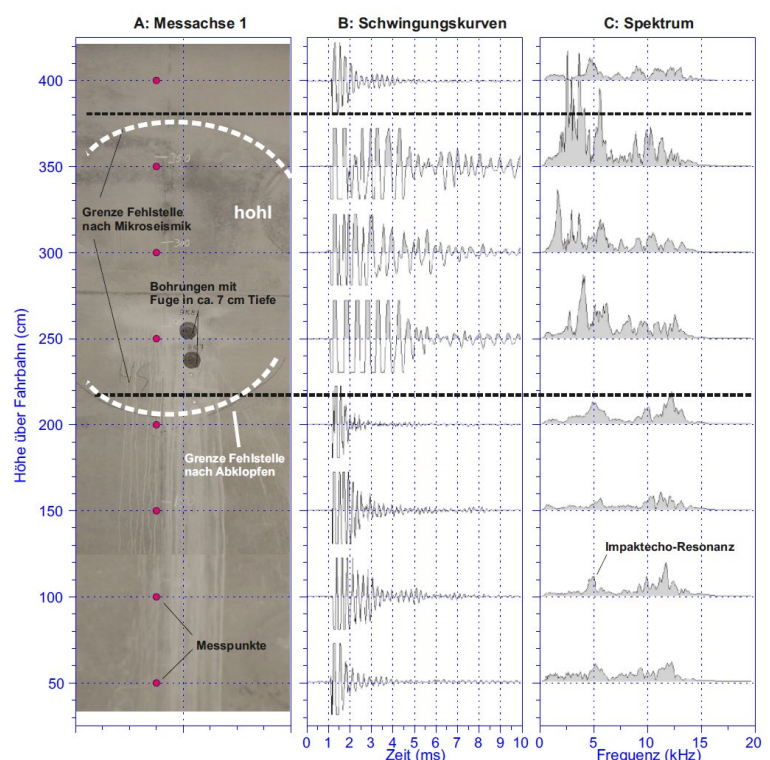 A: Messachse 1
B: Schwingungskurven
C: Spektrum
Höhe über Fahrbahn (cm)
400
350
300
250
200
150
100
50
350
hohl
Grenze Fehlstelle
nach Mikroseismik
300
Bohrungen mit
Fuge in ca. 7 cm Tiefe
Grenze Fehlstelle
nach Abklopfen
Messpunkte
Impaktecho-Resonanz
0 1 2 3 4 5 6 7 8 9 10
Zeit (ms)
0 5 10 15 20
Frequenz (kHz)